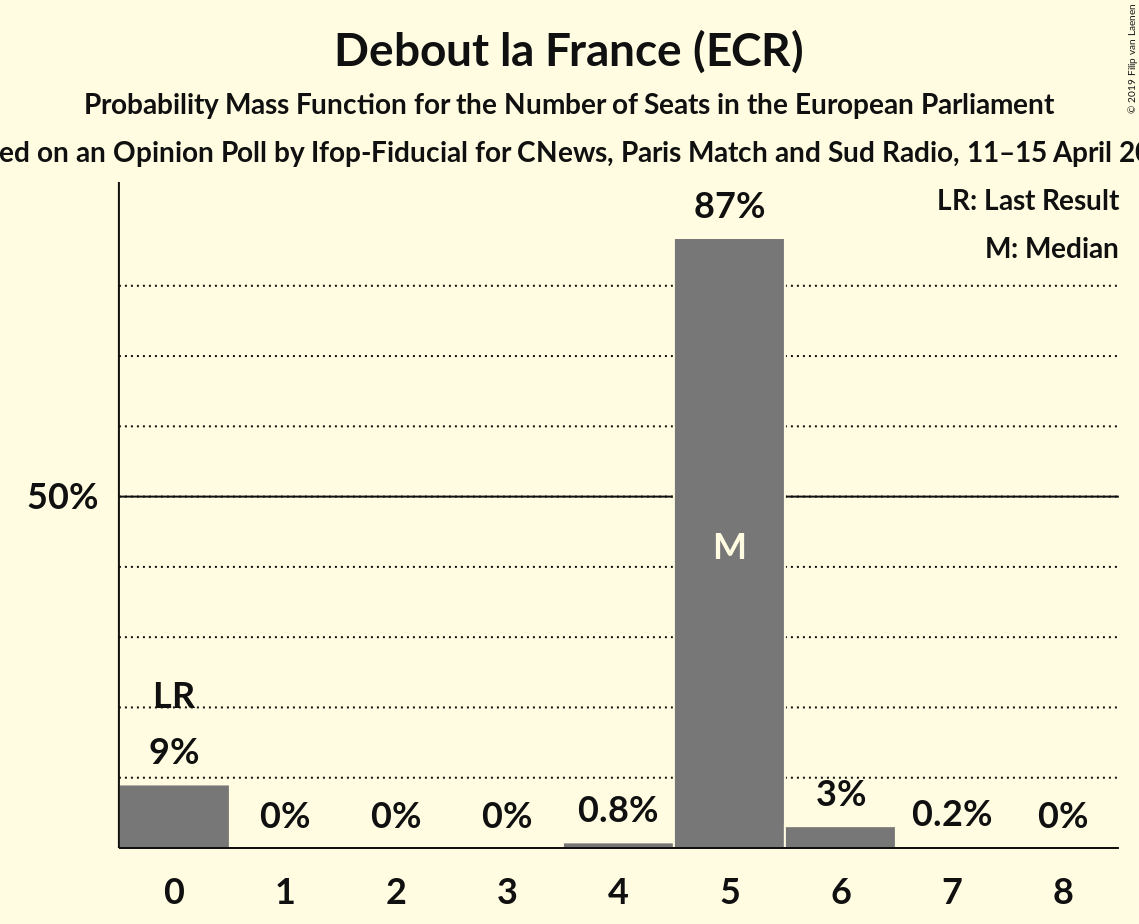 Debout la France (ECR)
Probability Mass Function for the Number of Seats in the European Parliament
ed on an Opinion Poll by Ifop-Fiducial for CNews, Paris Match and Sud Radio, 11–15 April 20
© 2019 Filip van Laenen
LR: Last Result
M: Median
87%
50%
M
LR
9%
0%
0%
0%
0.8%
3%
0.2%
0%
0 1 2 3 4 5 6 7 8